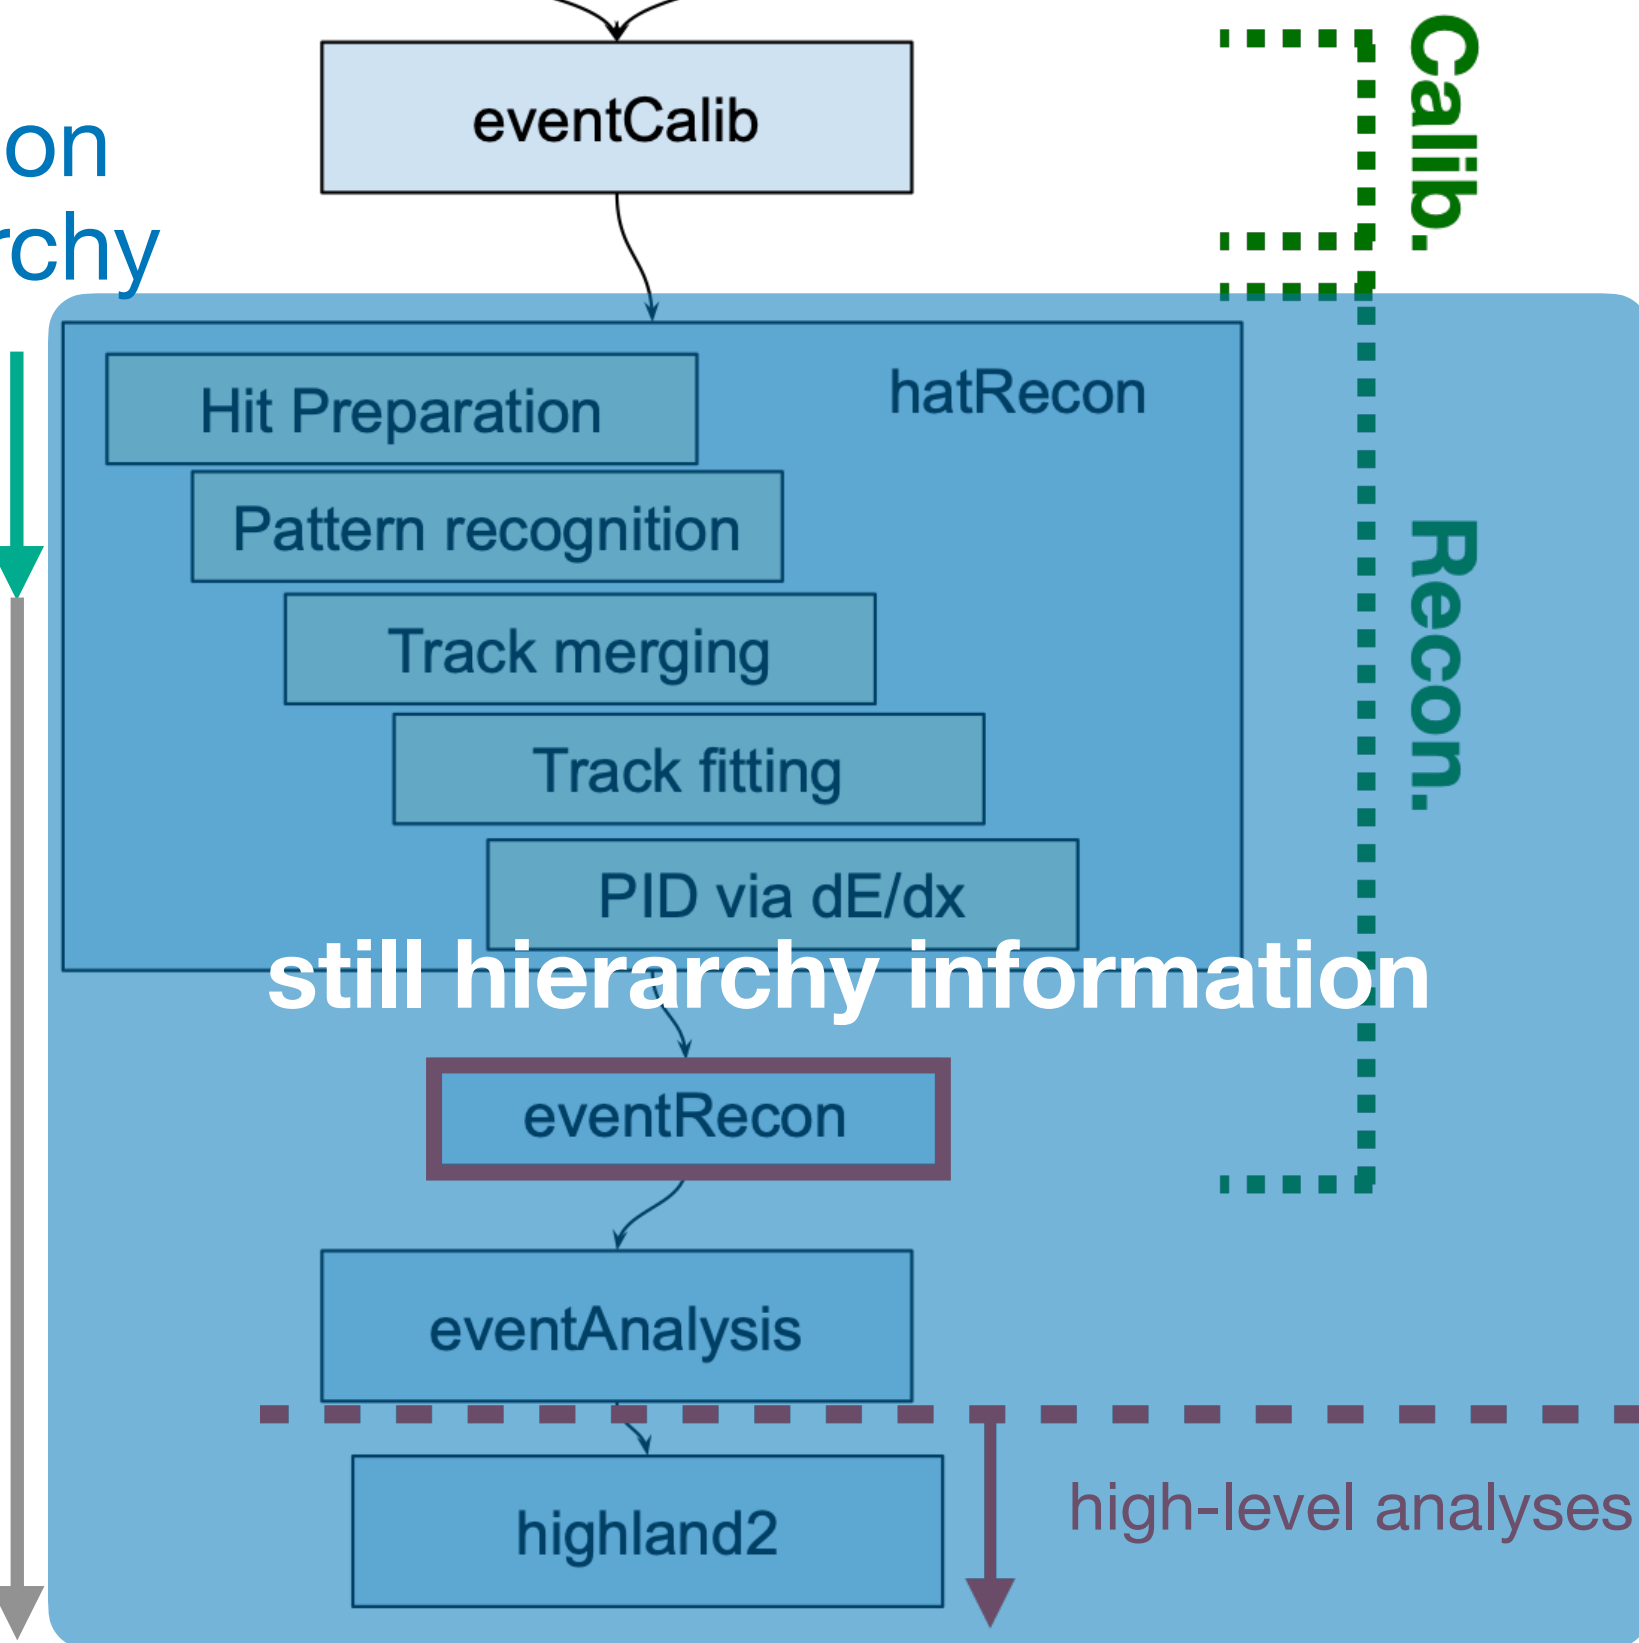 Calib.
eventCalib
on
rchy
hatRecon
Hit Preparation
Pattern recognition
Recon.
Track merging
Track fitting
PID via dE/dx
still hierarchy information
eventRecon
eventAnalysis
high-level analyses
highland2